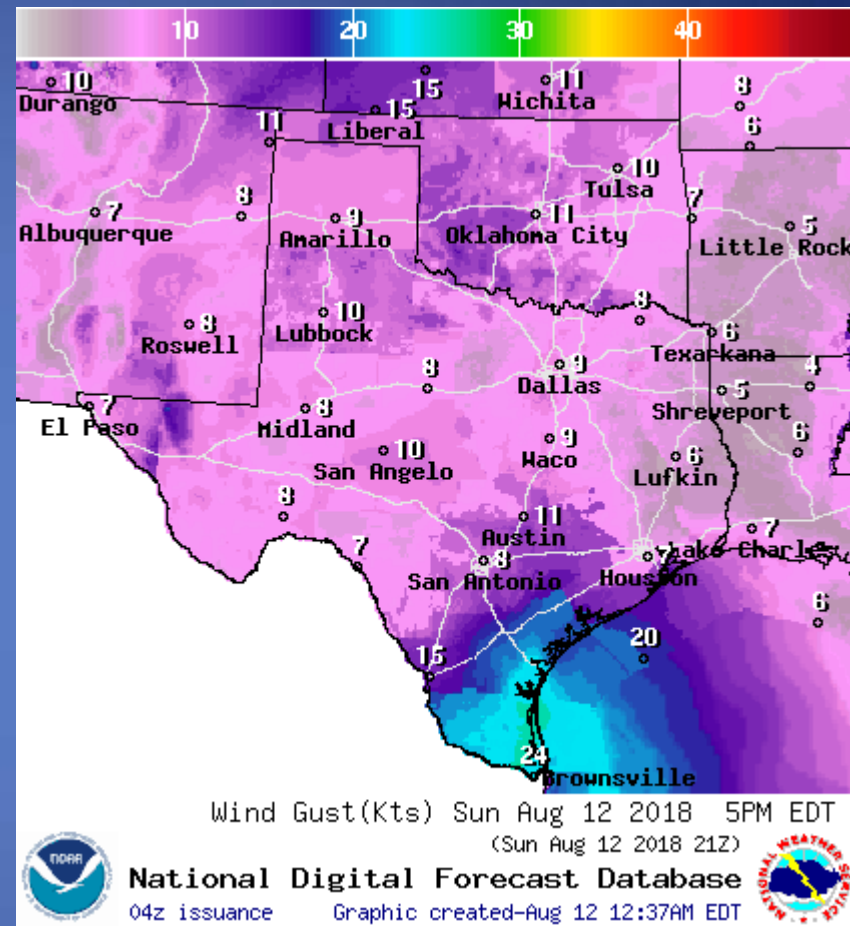 10 20 30 40
10 15 11 8
Durango 15 Wichita 6
11 Liberal
10
Tulsa
7 8 9 11 7 5
Albuquerque Amarillo Oklahoma City Little Rock
8 10 8 6
Roswell Lubbock Texarkana
8 9 5 4
Dallas Shreveport
7 8
El Paso Midland
10 9 6 6
San Angelo Waco Lufkin
8 11 7
Austin
7 8 7 Lake Charles
San Antonio Houston
6
15 20
24
Brownsville
Wind Gust(Kts) Sun Aug 12 2018 5PM EDT
(Sun Aug 12 2018 21Z)
NOAA
National Digital Forecast Database
04z issuance Graphic created-Aug 12 12:37AM EDT
NATIONAL WEATHER SERVICE